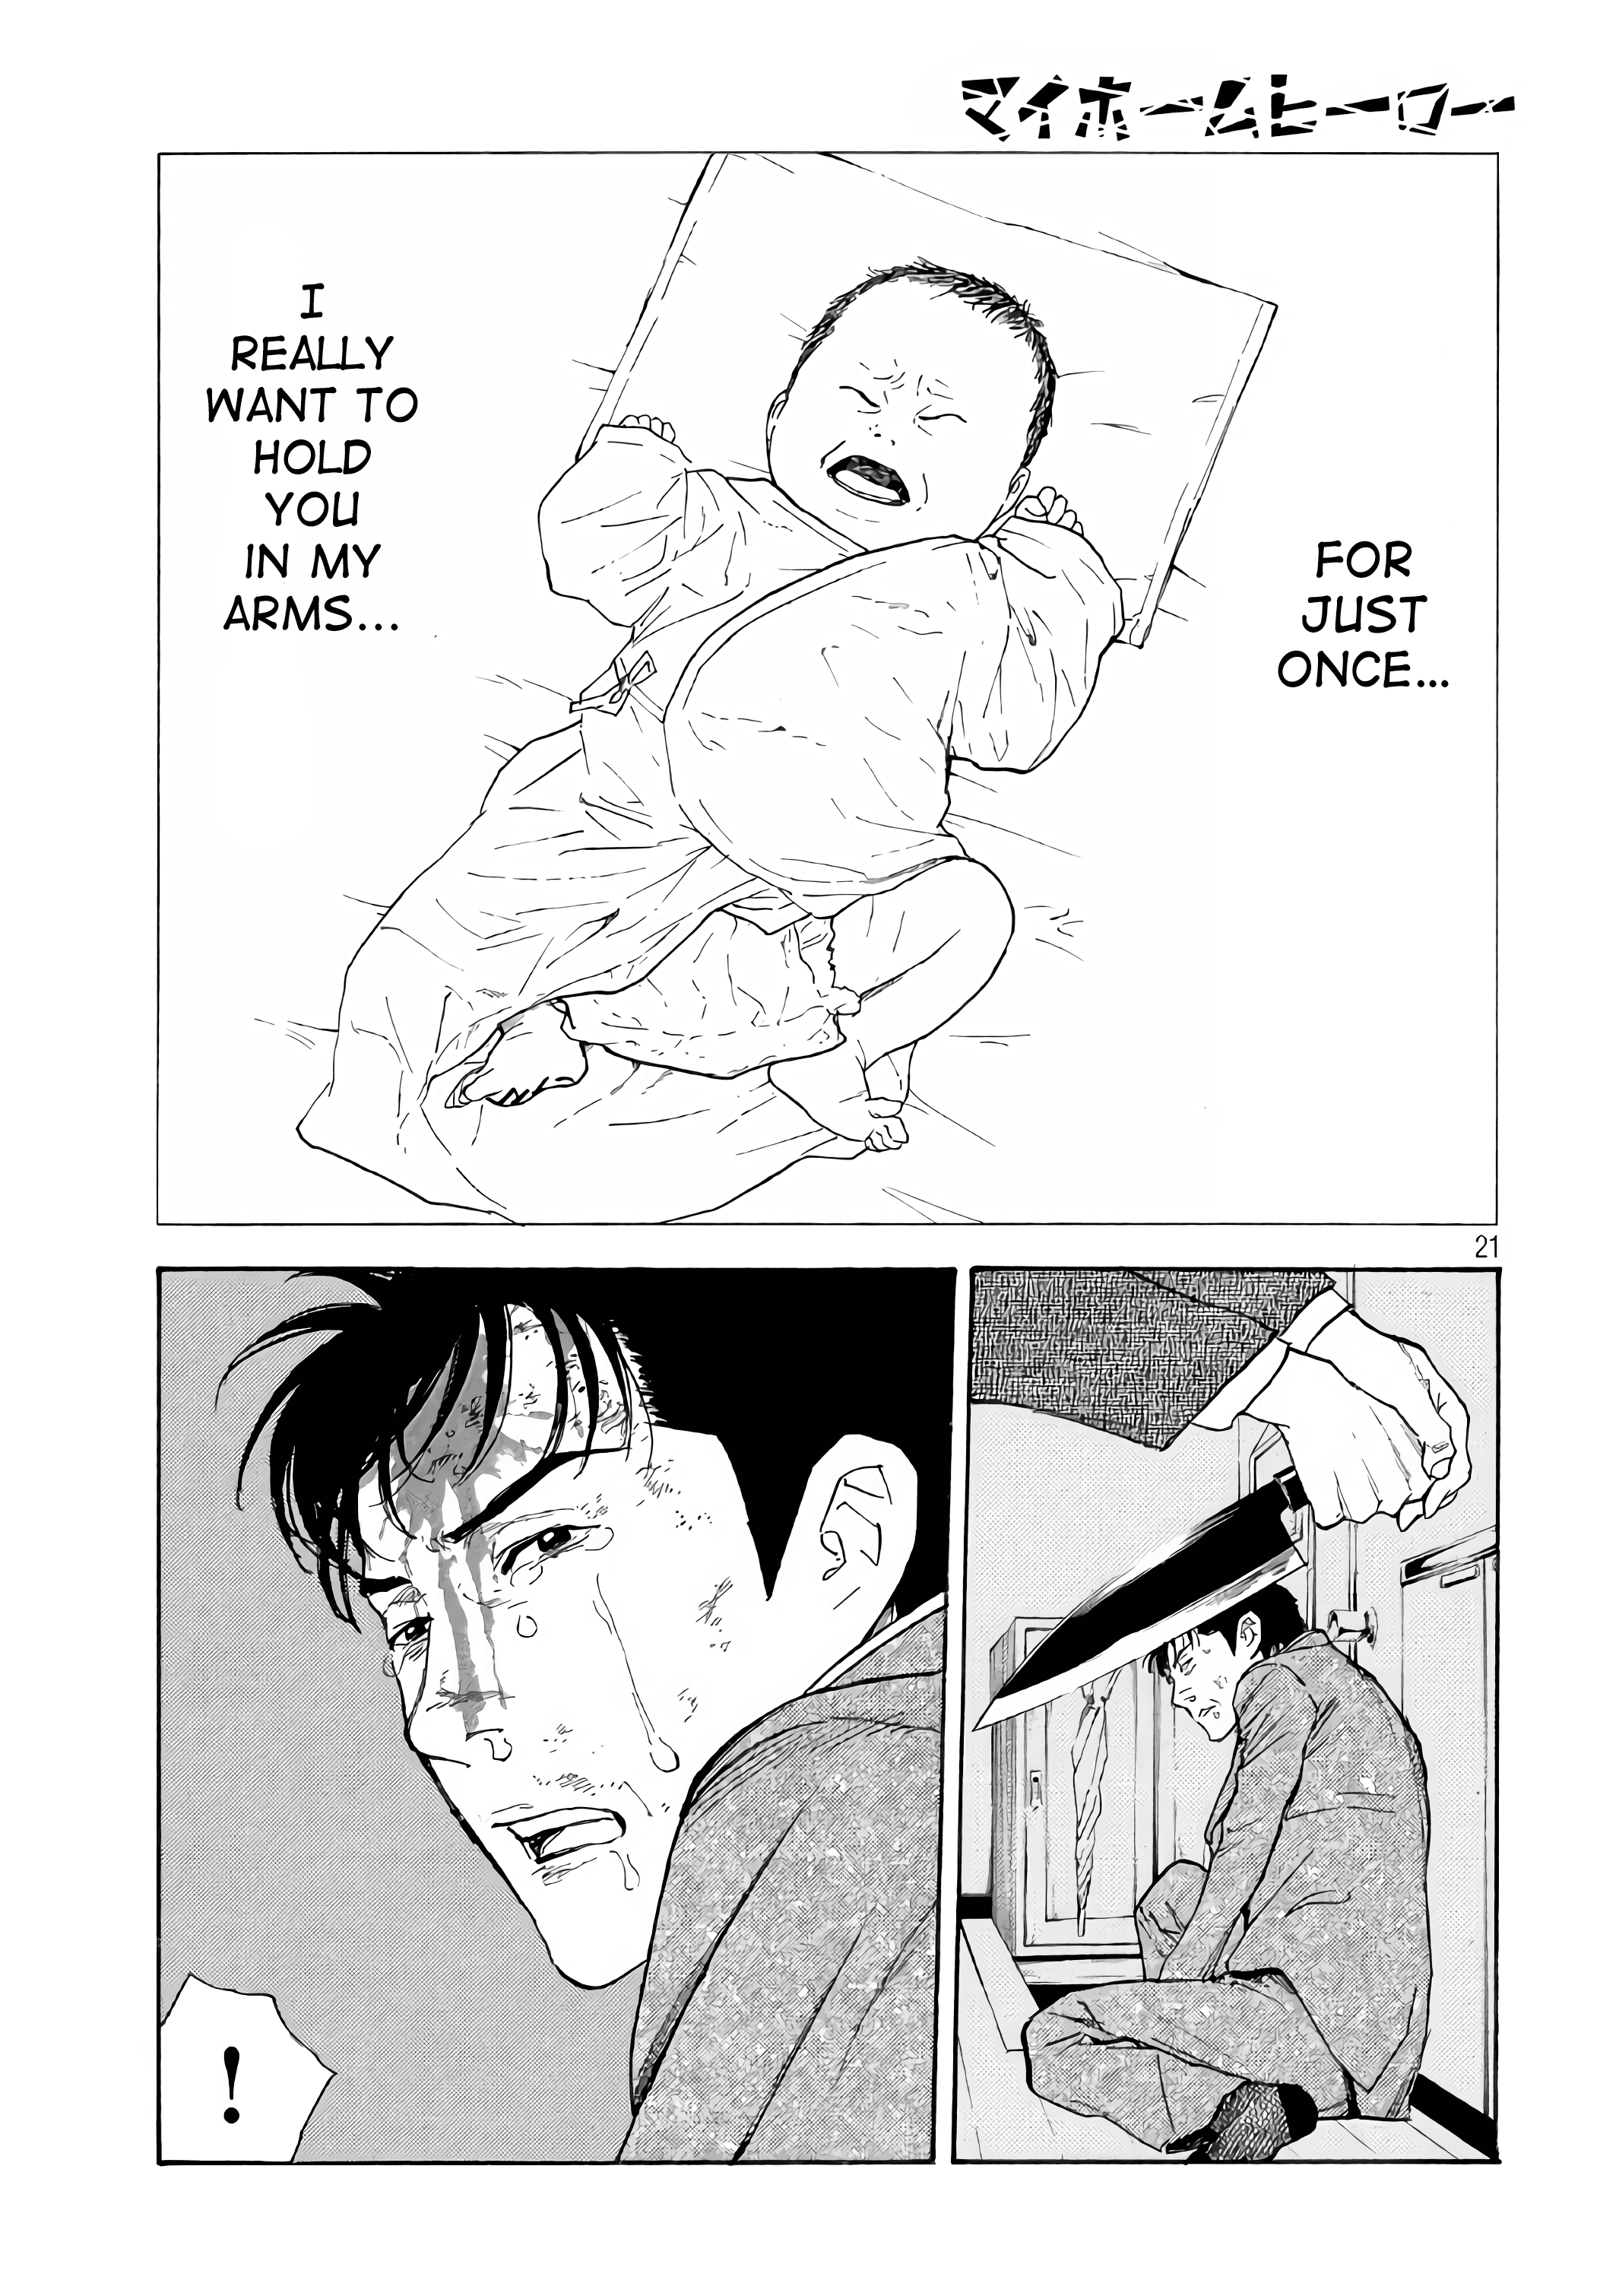 マイホームヒーロー
FOR
JUST
ONCE...
I
REALLY
WANT TO
HOLD
YOU
IN MY
ARMS...
21
!